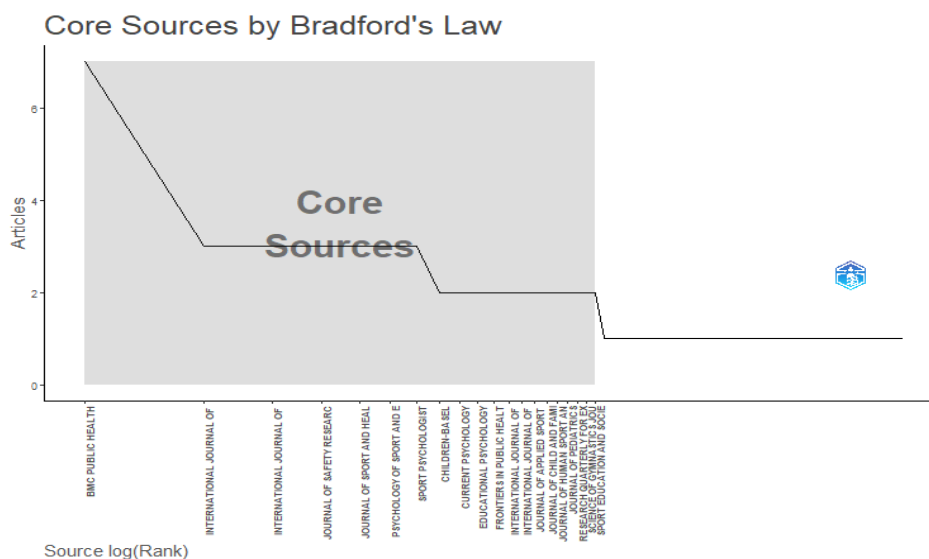 Core Sources by Bradford's Law
Articles
6
4
2
0
Core
Sources
BMC PUBLIC HEALTH
INTERNATIONAL JOURNAL OF
INTERNATIONAL JOURNAL OF
JOURNAL OF SAFETY RESEARC
JOURNAL OF SPORT AND HEAL
PSYCHOLOGY OF SPORT AND E
SPORT PSYCHOLOGIST
CHILDREN-BASEL
CURRENT PSYCHOLOGY
EDUCATIONAL PSYCHOLOGY
FRONTIERS IN PUBLIC HEALT
INTERNATIONAL JOURNAL OF
INTERNATIONAL JOURNAL OF
JOURNAL OF APPLIED SPORT
JOURNAL OF CHILD AND FAMI
JOURNAL OF HUMAN SPORT AN
JOURNAL OF PEDIATRICS
RESEARCH QUARTERLY FOR EX
SCIENCE OF GYMNASTICS JOU
SPORT EDUCATION AND SOCIE
Source log(Rank)